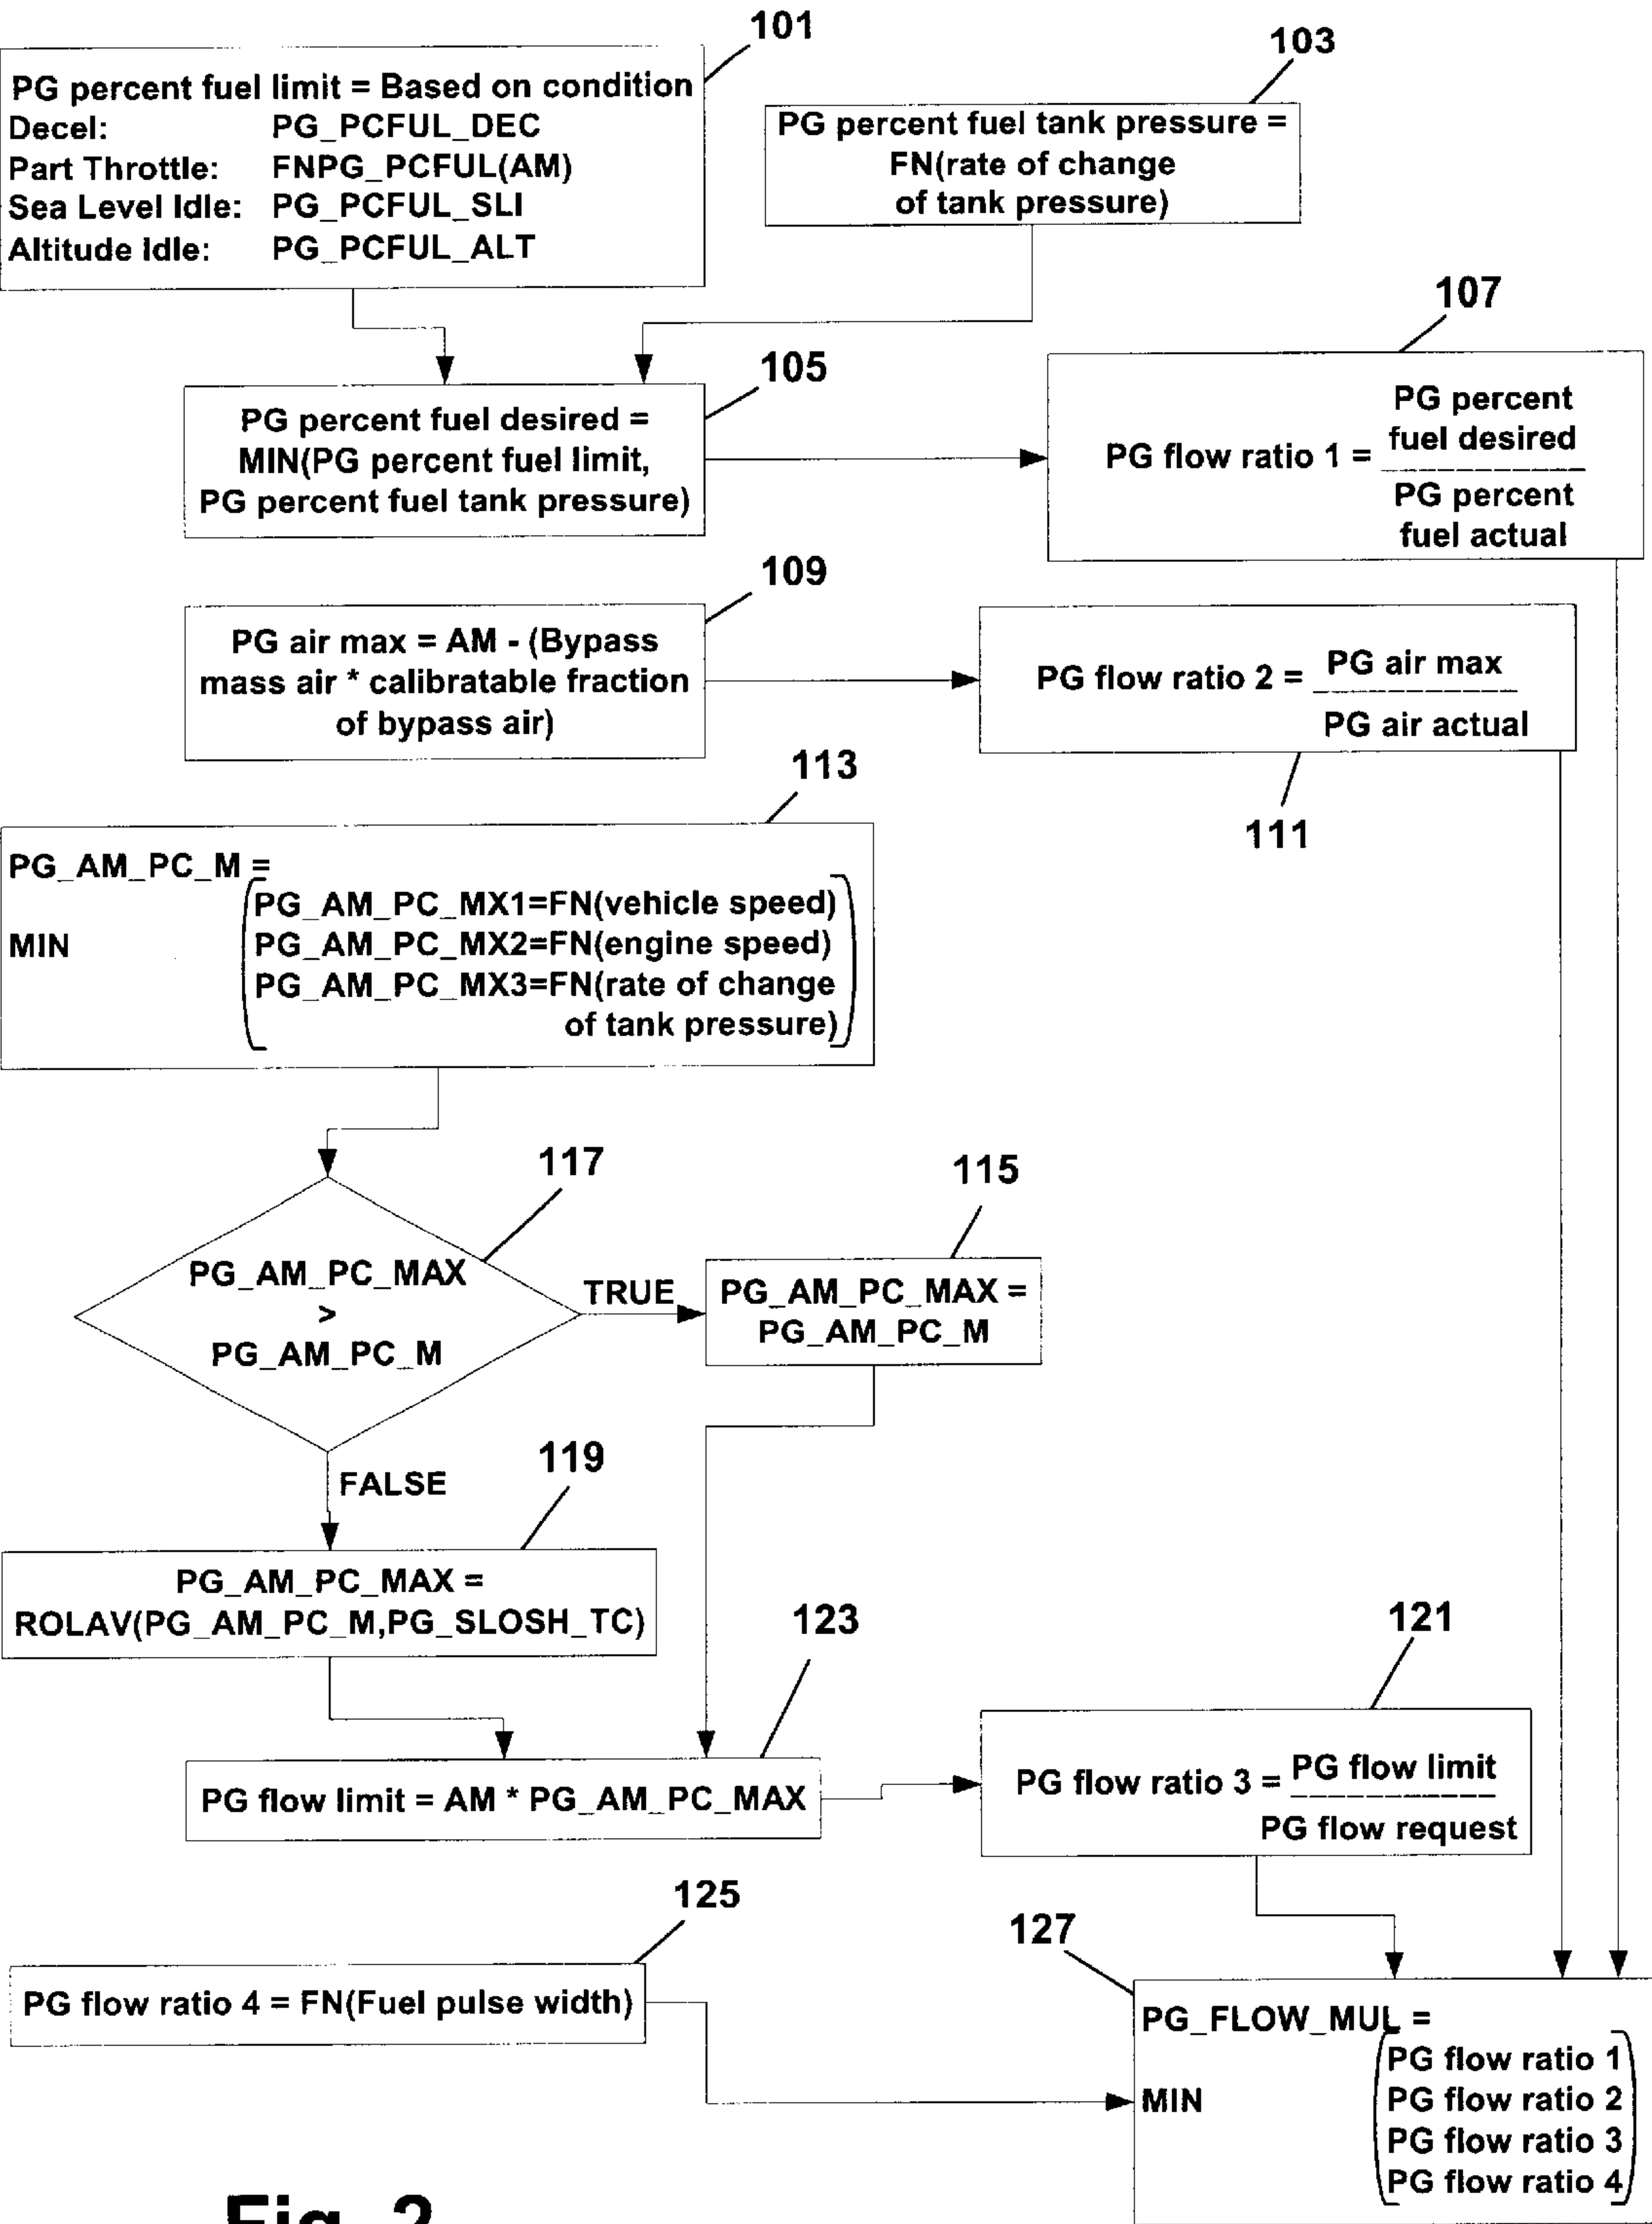 101
PG percent fuel limit = Based on condition
Decel: PG_PCFUL_DEC
Part Throttle: FNPG_PCFUL(AM)
Sea Level Idle: PG_PCFUL_SLI
Altitude Idle: PG_PCFUL_ALT
103
PG percent fuel tank pressure =
FN(rate of change
of tank pressure)
105
PG percent fuel desired =
MIN(PG percent fuel limit,
PG percent fuel tank pressure)
107
PG flow ratio 1 =
PG percent
fuel desired
PG percent
fuel actual
109
PG air max = AM - (Bypass
mass air * calibratable fraction
of bypass air)
PG flow ratio 2 =
PG air max
PG air actual
111
113
PG_AM_PC_M =
MIN
PG_AM_PC_MX1=FN(vehicle speed)
PG_AM_PC_MX2=FN(engine speed)
PG_AM_PC_MX3=FN(rate of change
of tank pressure)
117
PG_AM_PC_MAX
>
PG_AM_PC_M
TRUE
115
PG_AM_PC_MAX =
PG_AM_PC_M
FALSE
119
PG_AM_PC_MAX =
ROLAV(PG_AM_PC_M,PG_SLOSH_TC)
123
PG flow limit = AM * PG_AM_PC_MAX
121
PG flow ratio 3 =
PG flow limit
PG flow request
125
PG flow ratio 4 = FN(Fuel pulse width)
127
PG_FLOW_MUL =
MIN
PG flow ratio 1
PG flow ratio 2
PG flow ratio 3
PG flow ratio 4
Fig. 2